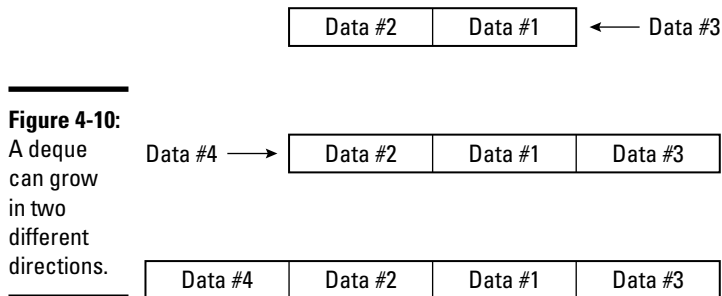 Data #2 Data #1 Data #3
Figure 4-10:
A deque
can grow
in two
different
directions.
Data #4 Data #2 Data #1 Data #3
Data #4 Data #2 Data #1 Data #3